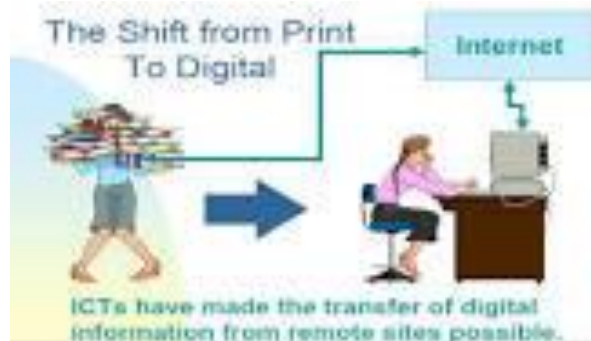 The Shift from Print
To Digital
Internet
ICTs have made the transfer of digital
information from remote sites possible.